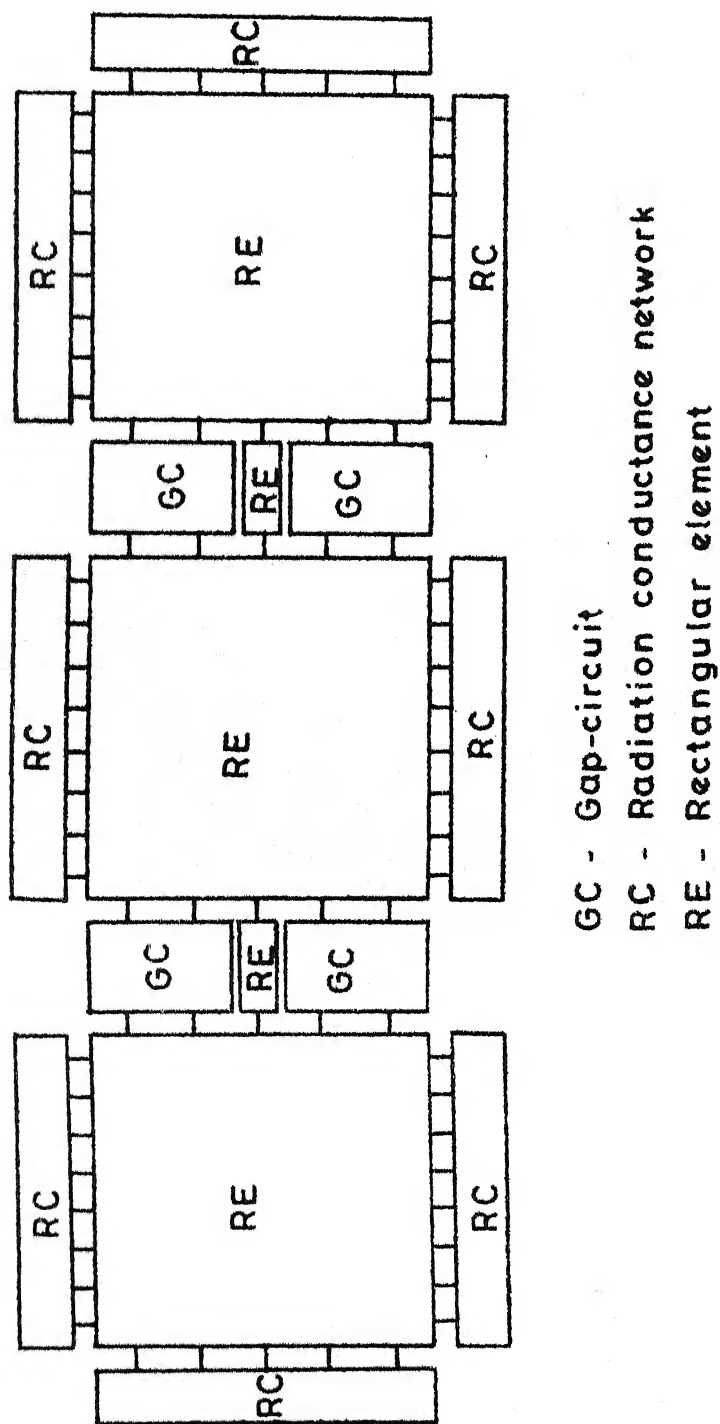 RC RC RC
GC GC
RC RE RE RE RE RE RC
GC GC
RC RC RC
GC - Gap-circuit
RC - Radiation conductance network
RE - Rectangular element